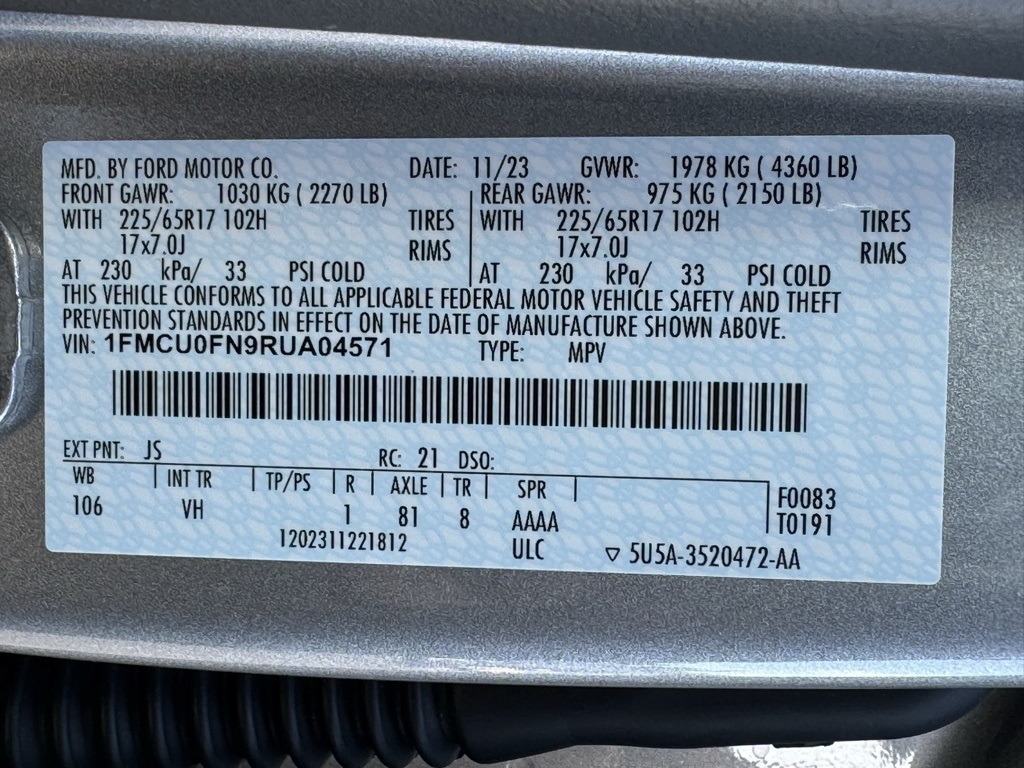 MFD. BY FORD MOTOR CO. DATE: 11/23 GVWR: 1978 KG ( 4360 LB)
FRONT GAWR: 1030 KG ( 2270 LB) REAR GAWR: 975 KG ( 2150 LB)
WITH 225/65R17 102H TIRES WITH 225/65R17 102H TIRES
17x7.0J RIMS 17x7.0J RIMS
AT 230 kPa/ 33 PSI COLD AT 230 kPa/ 33 PSI COLD
THIS VEHICLE CONFORMS TO ALL APPLICABLE FEDERAL MOTOR VEHICLE SAFETY AND THEFT
PREVENTION STANDARDS IN EFFECT ON THE DATE OF MANUFACTURE SHOWN ABOVE.
VIN: 1FMCU0FN9RUA04571 TYPE: MPV
EXT PNT: JS RC: 21 DSO:
WB INT TR TP/PS R AXLE TR SPR F0083
106 VH 1 81 8 AAAA T0191
1202311221812 ULC ▽ 5U5A-3520472-AA